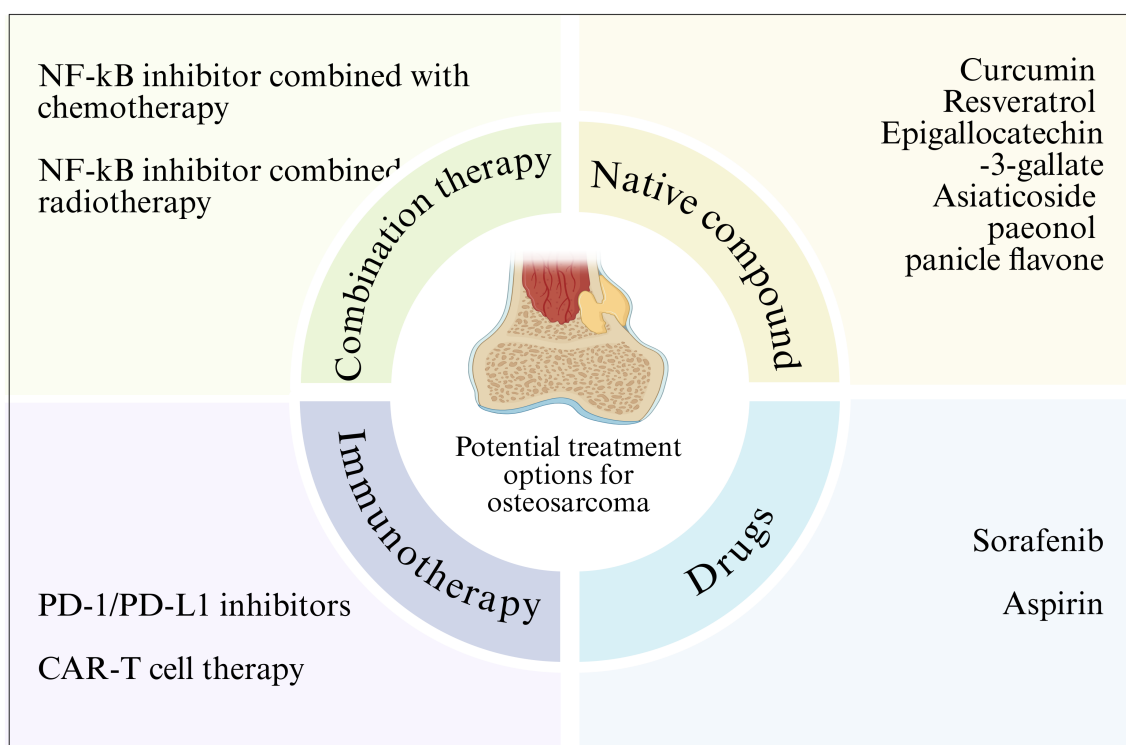 NF-kB inhibitor combined with
chemotherapy
NF-kB inhibitor combined
radiotherapy
Combination therapy
Native compound
Curcumin
Resveratrol
Epigallocatechin
-3-gallate
Asiaticoside
paeonol
panicle flavone
Potential treatment
options for
osteosarcoma
Immunotherapy
PD-1/PD-L1 inhibitors
CAR-T cell therapy
Drugs
Sorafenib
Aspirin